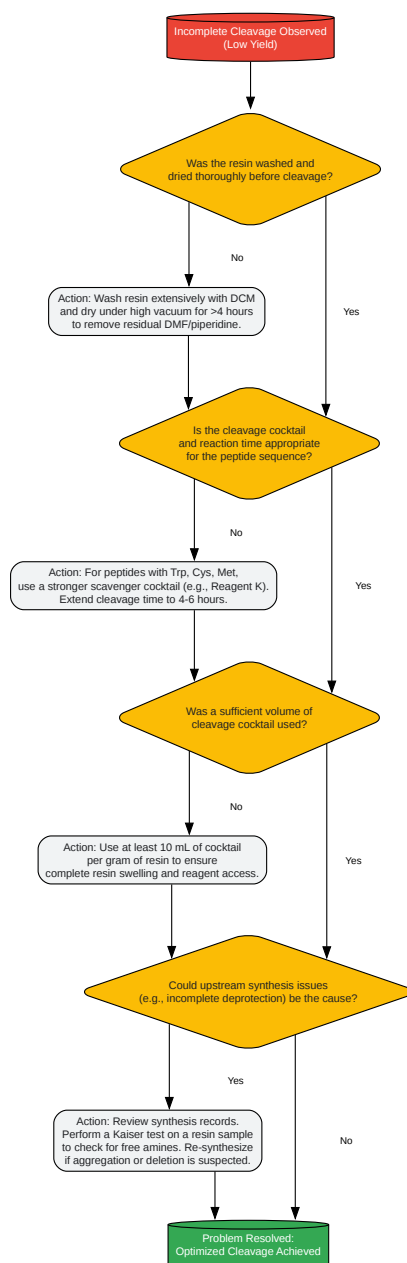 Incomplete Cleavage Observed
(Low Yield)
Was the resin washed and
dried thoroughly before cleavage?
No
Action: Wash resin extensively with DCM
and dry under high vacuum for >4 hours
to remove residual DMF/piperidine.
Yes
Is the cleavage cocktail
and reaction time appropriate
for the peptide sequence?
No
Action: For peptides with Trp, Cys, Met,
use a stronger scavenger cocktail (e.g., Reagent K).
Extend cleavage time to 4-6 hours.
Yes
Was a sufficient volume of
cleavage cocktail used?
No
Action: Use at least 10 mL of cocktail
per gram of resin to ensure
complete resin swelling and reagent access.
Yes
Could upstream synthesis issues
(e.g., incomplete deprotection) be the cause?
Yes
Action: Review synthesis records.
Perform a Kaiser test on a resin sample
to check for free amines. Re-synthesize
if aggregation or deletion is suspected.
No
Problem Resolved:
Optimized Cleavage Achieved